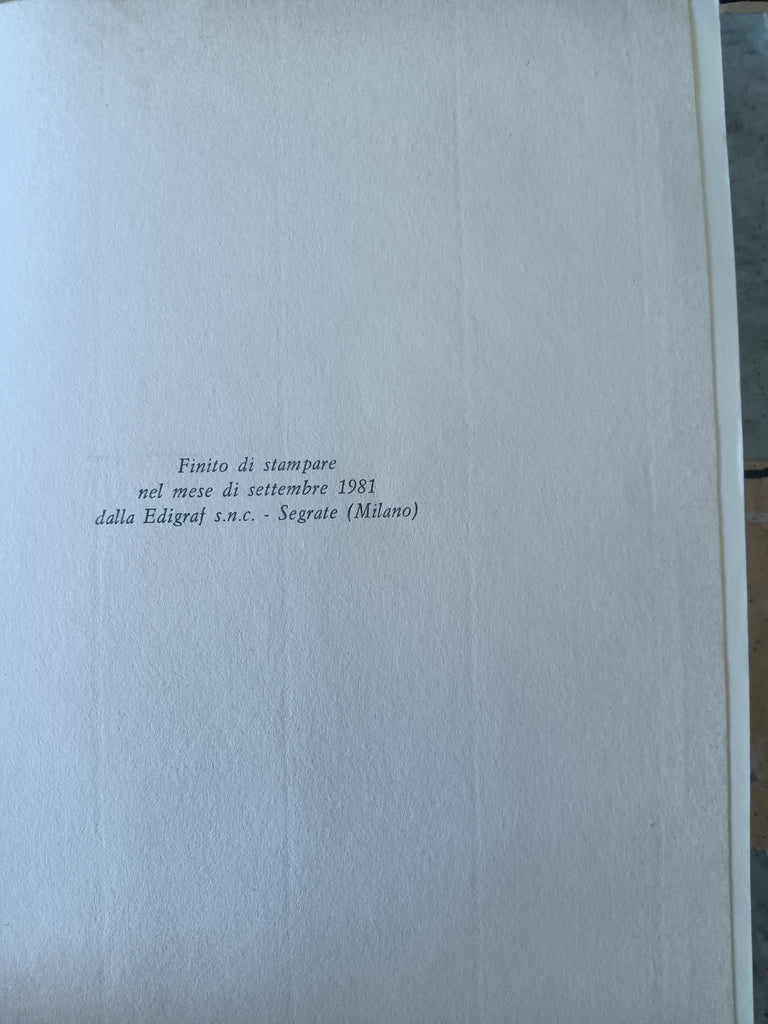 Finito di stampare
nel mese di settembre 1981
dalla Edigraf s.n.c. - Segrate (Milano)